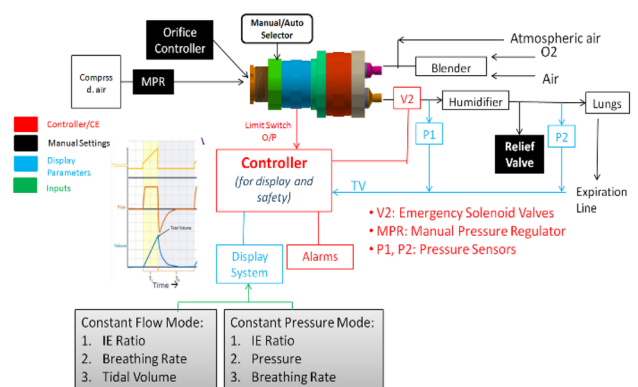 Manual/Auto
Selector
Orifice
Controller
Comprss
d. air
MPR
Atmospheric air
O2
Blender
Air
V2
Humidifier
Lungs
Limit Switch
O/P
P1
P2
Relief
Valve
Controller/CE
Manual Settings
Display
Parameters
Inputs
Controller
(for display and
safety)
TV
Expiration
Line
Flow
Tidal Volume
Volume
Time
Display
System
Alarms
• V2: Emergency Solenoid Valves
• MPR: Manual Pressure Regulator
• P1, P2: Pressure Sensors
Constant Flow Mode:
1. IE Ratio
2. Breathing Rate
3. Tidal Volume
Constant Pressure Mode:
1. IE Ratio
2. Pressure
3. Breathing Rate